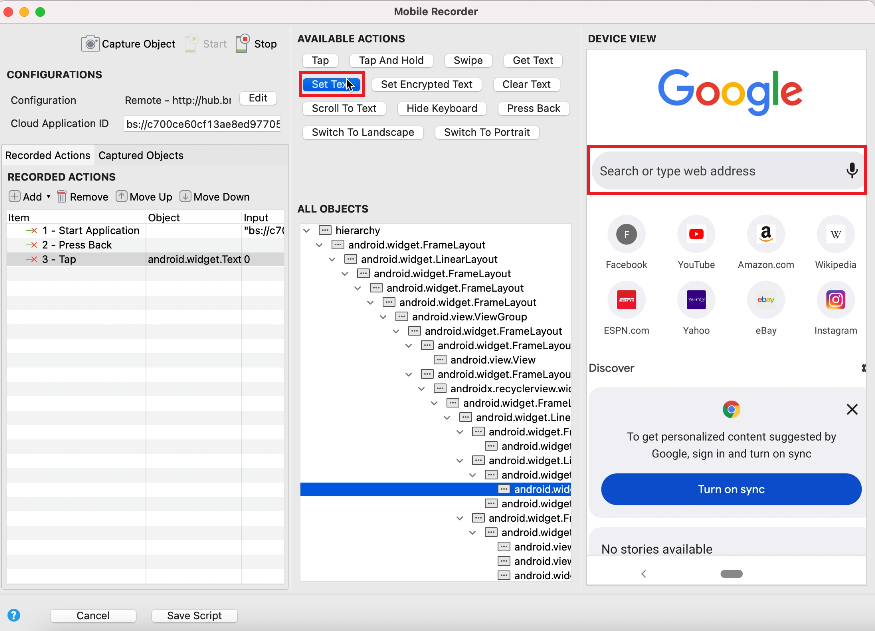 Mobile Recorder
Capture Object Start Stop
CONFIGURATIONS
Configuration Remote - http://hub.br Edit
Cloud Application ID bs://c700ce60cf13ae8ed97705
Recorded Actions Captured Objects
RECORDED ACTIONS
Add Remove Move Up Move Down
Item Object Input
1 - Start Application "bs://c70
2 - Press Back
3 - Tap android.widget.Text 0
AVAILABLE ACTIONS
Tap Tap And Hold Swipe Get Text
Set Text Set Encrypted Text Clear Text
Scroll To Text Hide Keyboard Press Back
Switch To Landscape Switch To Portrait
ALL OBJECTS
hierarchy
android.widget.FrameLayout
android.widget.LinearLayout
android.widget.FrameLayout
android.widget.FrameLayout
android.widget.FrameLayout
android.view.ViewGroup
android.widget.FrameLayout
android.widget.FrameLayou
android.view.View
android.widget.FrameLayou
androidx.recyclerview.wid
android.widget.FrameL
android.widget.Line
android.widget.Fr
android.widget
android.widget.Li
android.widget
android.wid
android.widget
android.widget.Fr
android.widget
android.view
android.view
android.wid
DEVICE VIEW
Google
Search or type web address
F YouTube a W
Facebook YouTube Amazon.com Wikipedia
ESPN YAHOO! ebay
ESPN.com Yahoo eBay Instagram
Discover
To get personalized content suggested by
Google, sign in and turn on sync
Turn on sync
No stories available
? Cancel Save Script